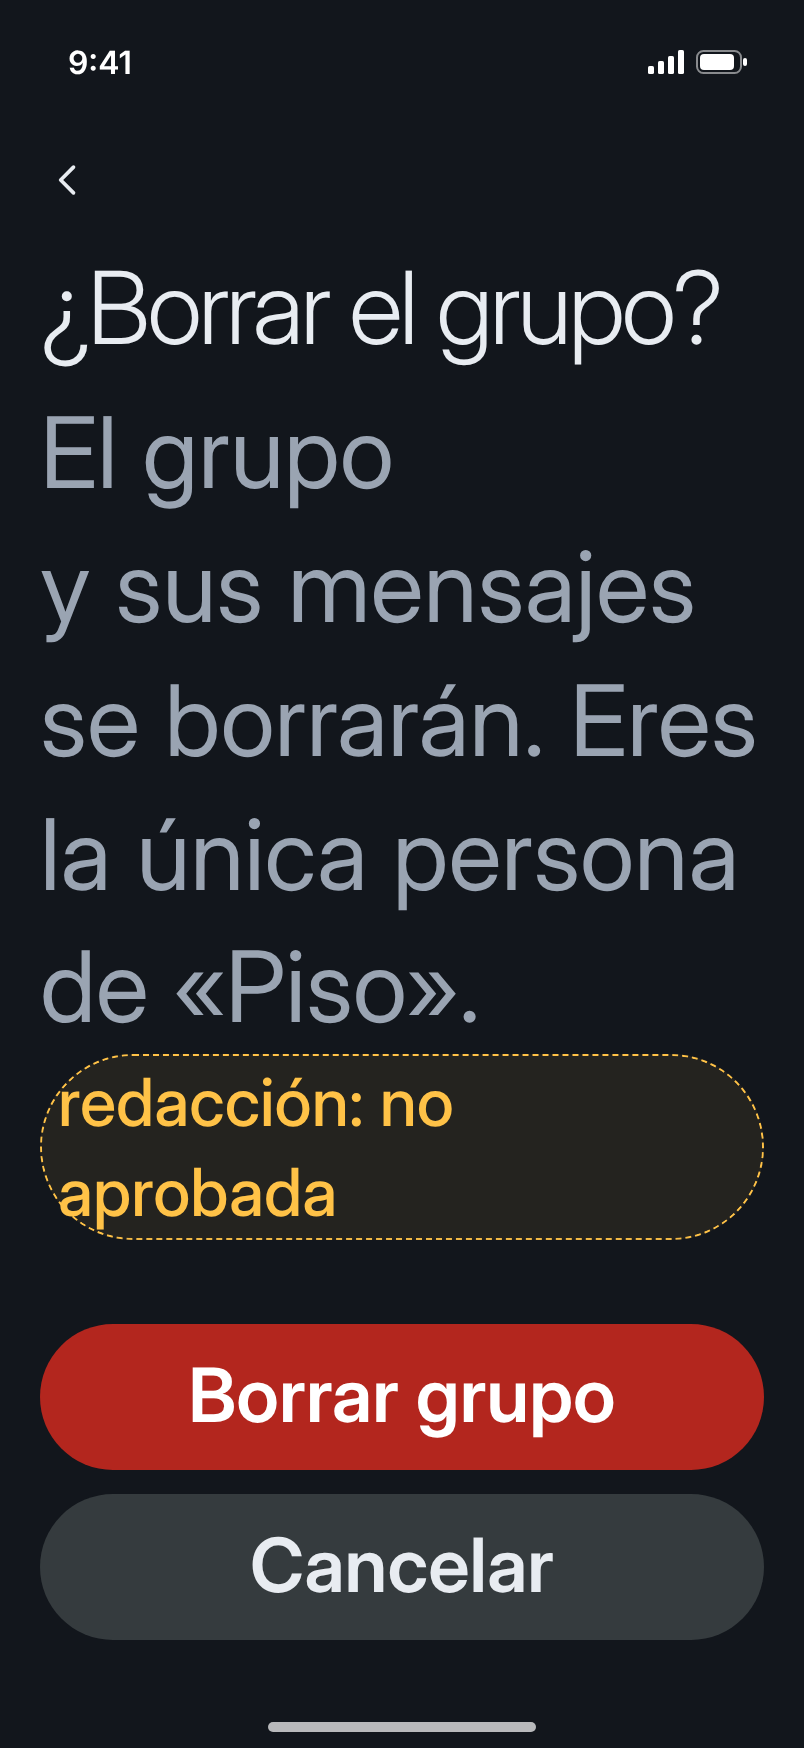 9:41
¿Borrar el grupo?
El grupo
y sus mensajes
se borrarán. Eres
la única persona
de «Piso».
redacción: no
aprobada
Borrar grupo
Cancelar